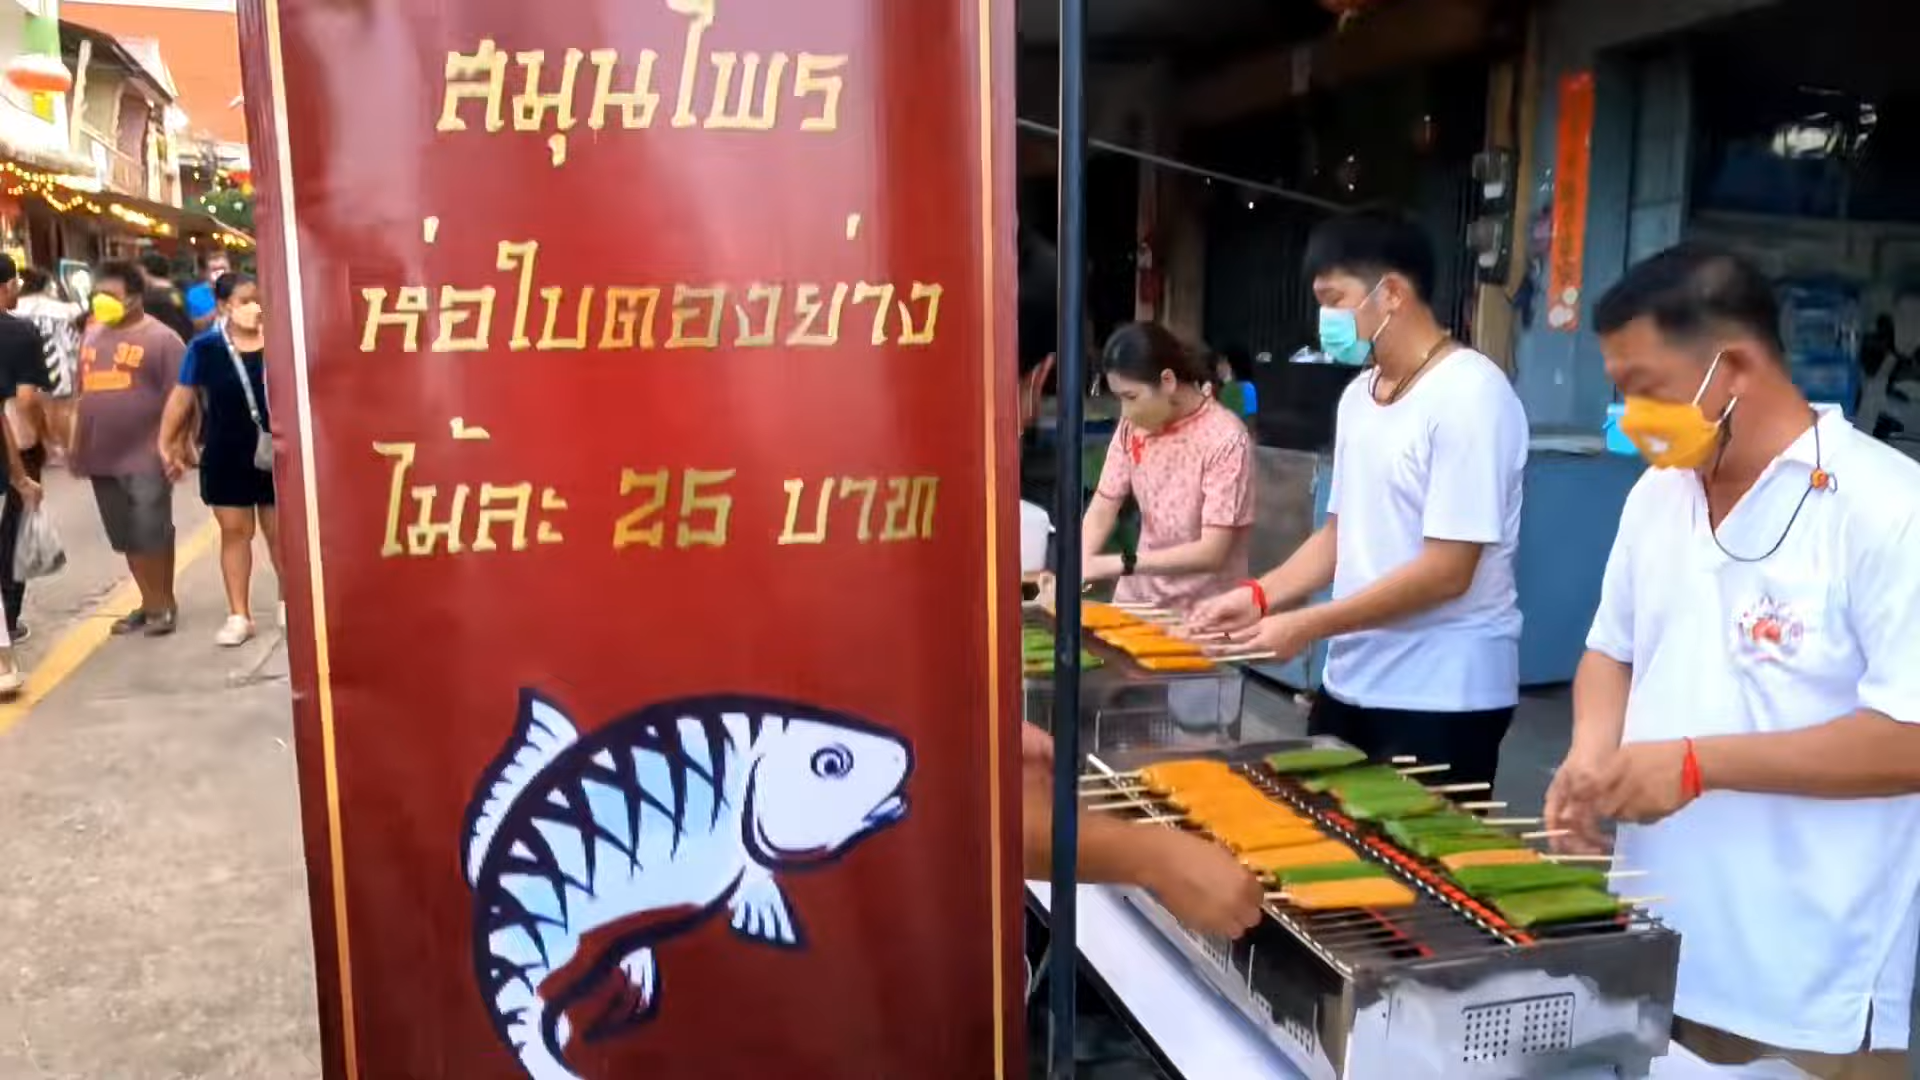 สมุนไพร
ห่อใบตองย่าง
ไม้ละ 25 บาท
32